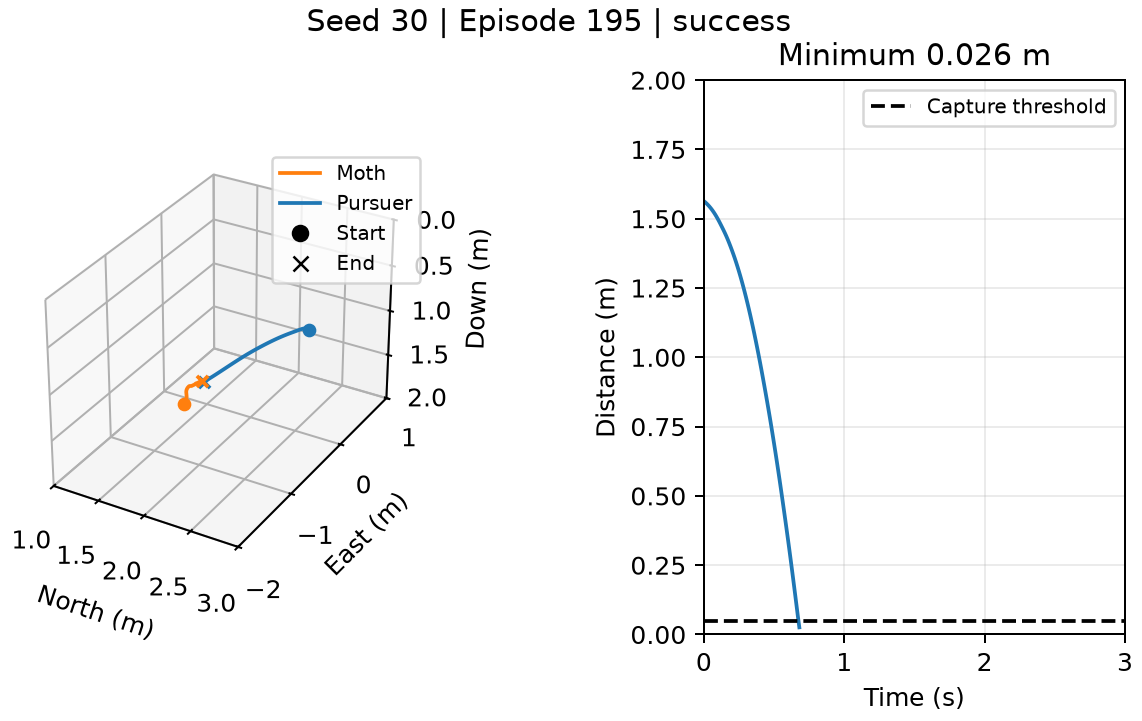 Seed 30 | Episode 195 | success
Moth
Pursuer
Start
End
0.0
0.5
1.0
1.5
2.0
Down (m)
1
0
−1
−2
East (m)
1.0
1.5
2.0
2.5
3.0
North (m)
Minimum 0.026 m
Capture threshold
2.00
1.75
1.50
1.25
1.00
0.75
0.50
0.25
0.00
Distance (m)
0
1
2
3
Time (s)